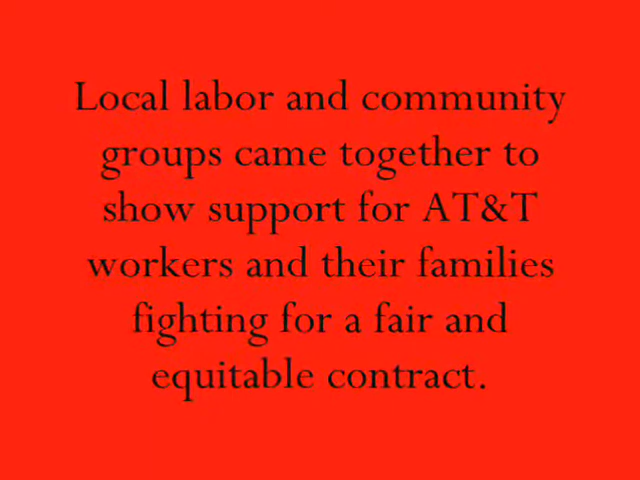 Local labor and community
groups came together to
show support for AT&T
workers and their families
fighting for a fair and
equitable contract.